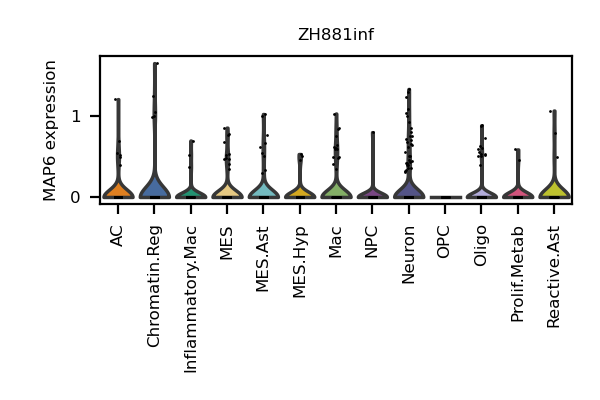 ZH881inf
MAP6 expression
1
0
AC
Chromatin.Reg
Inflammatory.Mac
MES
MES.Ast
MES.Hyp
Mac
NPC
Neuron
OPC
Oligo
Prolif.Metab
Reactive.Ast